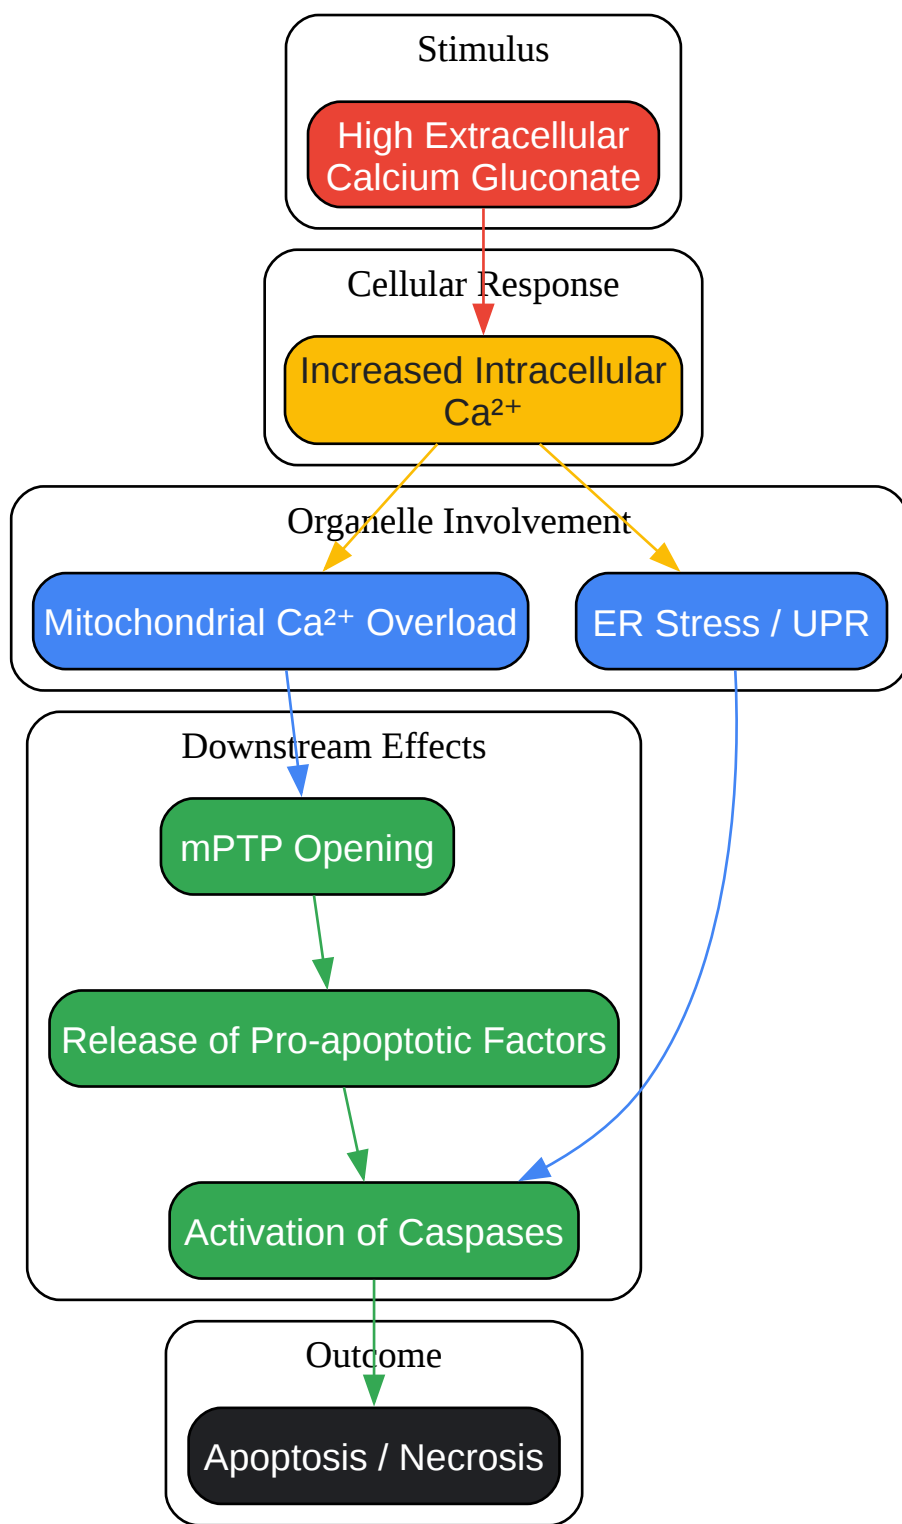 Stimulus
High Extracellular
Calcium Gluconate
Cellular Response
Increased Intracellular
Ca²⁺
Organelle Involvement
Mitochondrial Ca²⁺ Overload
ER Stress / UPR
Downstream Effects
mPTP Opening
Release of Pro-apoptotic Factors
Activation of Caspases
Outcome
Apoptosis / Necrosis